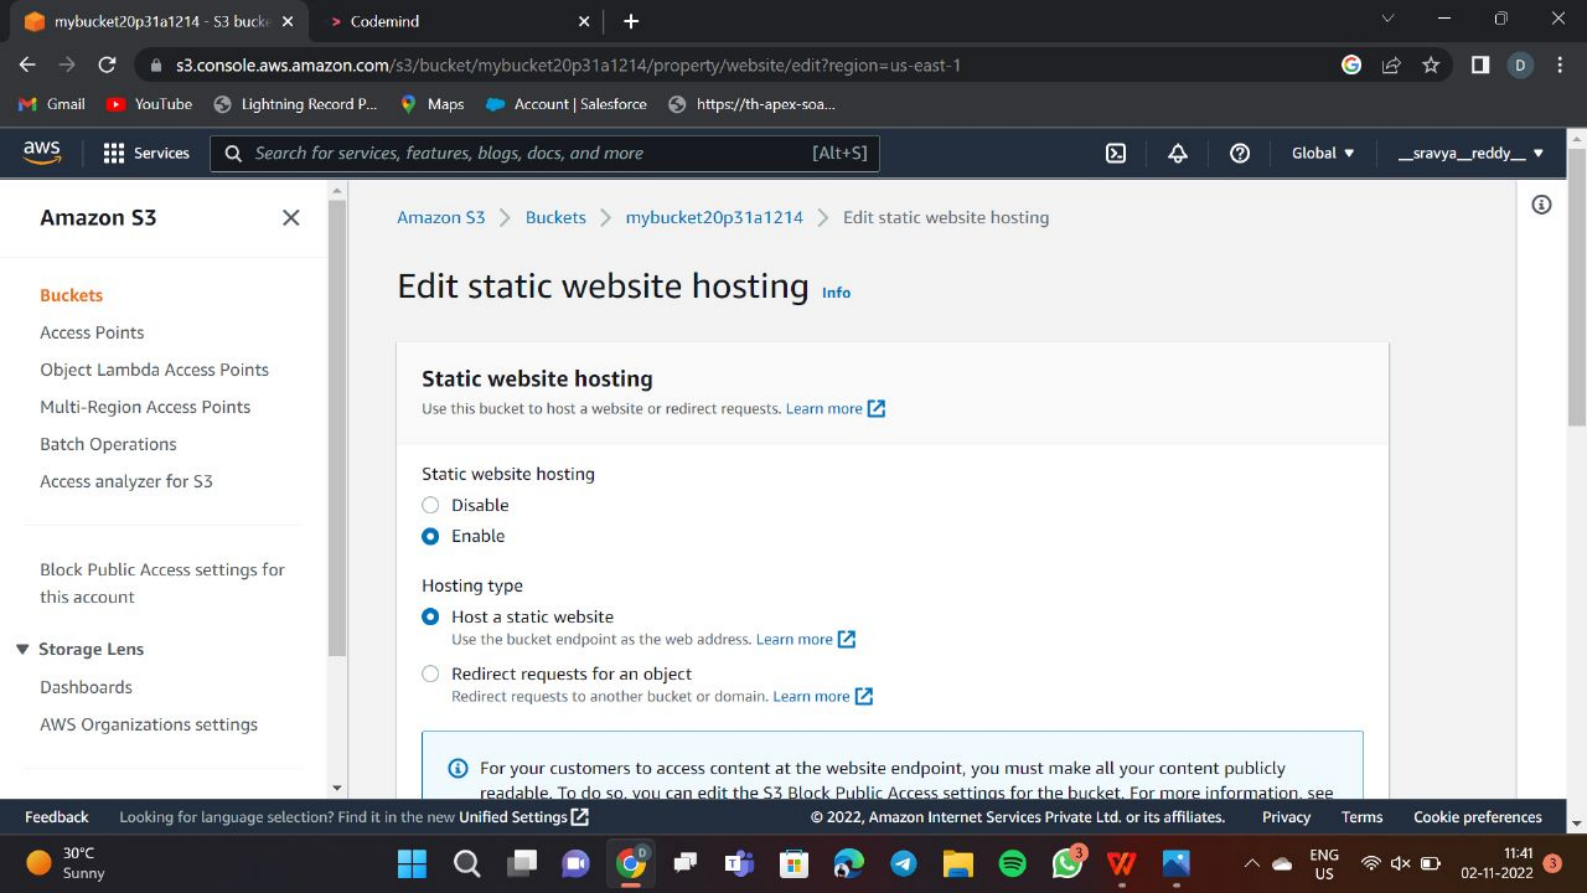 mybucket20p31a1214 - S3 bucke
Codemind
s3.console.aws.amazon.com/s3/bucket/mybucket20p31a1214/property/website/edit?region=us-east-1
D
Gmail
YouTube
Lightning Record P...
Maps
Account | Salesforce
https://th-apex-soa...
aws
Services
Search for services, features, blogs, docs, and more
[Alt+S]
Global
__sravya__reddy__
Amazon S3
Buckets
Access Points
Object Lambda Access Points
Multi-Region Access Points
Batch Operations
Access analyzer for S3
Block Public Access settings for
this account
Storage Lens
Dashboards
AWS Organizations settings
Amazon S3
Buckets
mybucket20p31a1214
Edit static website hosting
Edit static website hosting Info
Static website hosting
Use this bucket to host a website or redirect requests. Learn more
Static website hosting
Disable
Enable
Hosting type
Host a static website
Use the bucket endpoint as the web address. Learn more
Redirect requests for an object
Redirect requests to another bucket or domain. Learn more
For your customers to access content at the website endpoint, you must make all your content publicly
readable. To do so, you can edit the S3 Block Public Access settings for the bucket. For more information, see
Feedback
Looking for language selection? Find it in the new Unified Settings
© 2022, Amazon Internet Services Private Ltd. or its affiliates.
Privacy
Terms
Cookie preferences
30°C
Sunny
D
3
ENG
US
11:41
02-11-2022
3